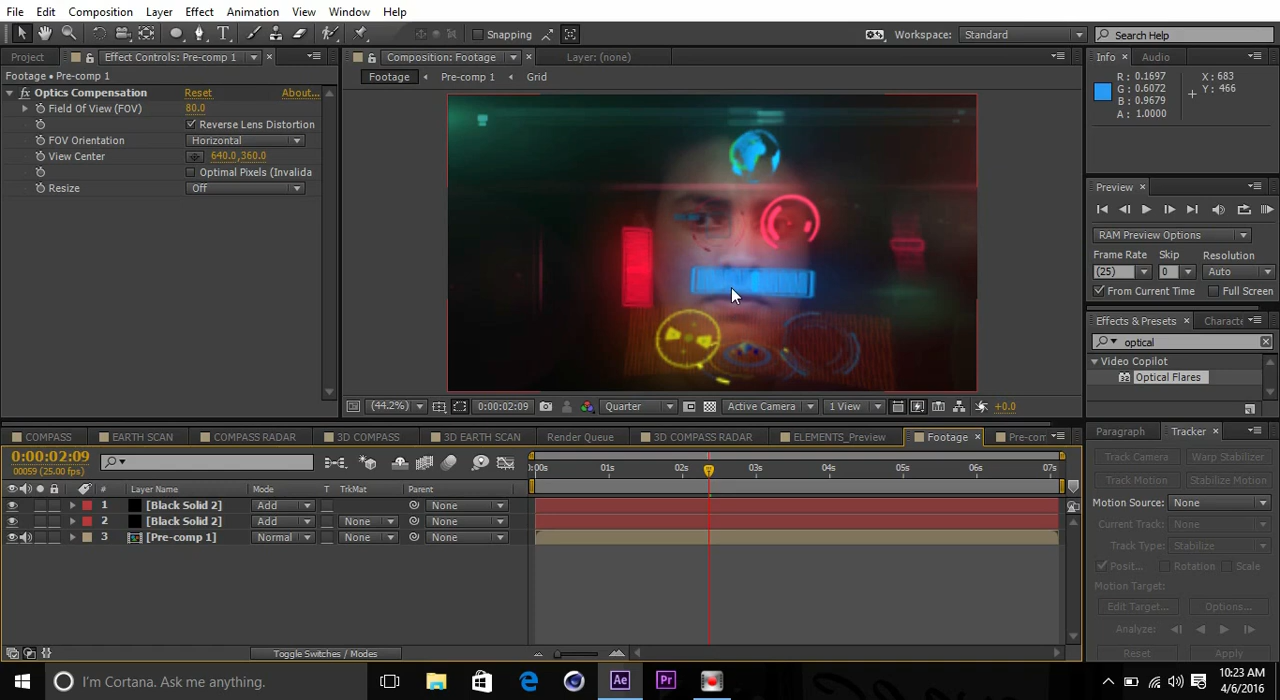 File Edit Composition Layer Effect Animation View Window Help
Snapping
Workspace: Standard
Search Help
Project
Effect Controls: Pre-comp 1
Footage • Pre-comp 1
fx Optics Compensation Reset About...
Field Of View (FOV) 80.0
Reverse Lens Distortion
FOV Orientation Horizontal
View Center 640.0,360.0
Optimal Pixels (Invalida
Resize Off
Composition: Footage
Layer: (none)
Footage Pre-comp 1 Grid
(44.2%) 0:00:02:09 Quarter Active Camera 1 View +0.0
Info Audio
R: 0.1697
G: 0.6072
B: 0.9679
A: 1.0000
X: 683
Y: 466
Preview
RAM Preview Options
Frame Rate Skip Resolution
(25) 0 Auto
From Current Time Full Screen
Effects & Presets Characte
optical
Video Copilot
Optical Flares
COMPASS EARTH SCAN COMPASS RADAR 3D COMPASS 3D EARTH SCAN Render Queue 3D COMPASS RADAR ELEMENTS_Preview Footage Pre-com
0:00:02:09
00059 (25.00 fps)
:00s 01s 02s 03s 04s 05s 06s 07s
# Layer Name Mode T TrkMat Parent
1 [Black Solid 2] Add None
2 [Black Solid 2] Add None None
3 [Pre-comp 1] Normal None None
Toggle Switches / Modes
Paragraph Tracker
Track Camera Warp Stabilizer
Track Motion Stabilize Motion
Motion Source: None
Current Track: None
Track Type: Stabilize
Posit... Rotation Scale
Motion Target:
Edit Target... Options...
Analyze:
Reset Apply
I'm Cortana. Ask me anything.
Ae
Pr
10:23 AM
4/6/2016